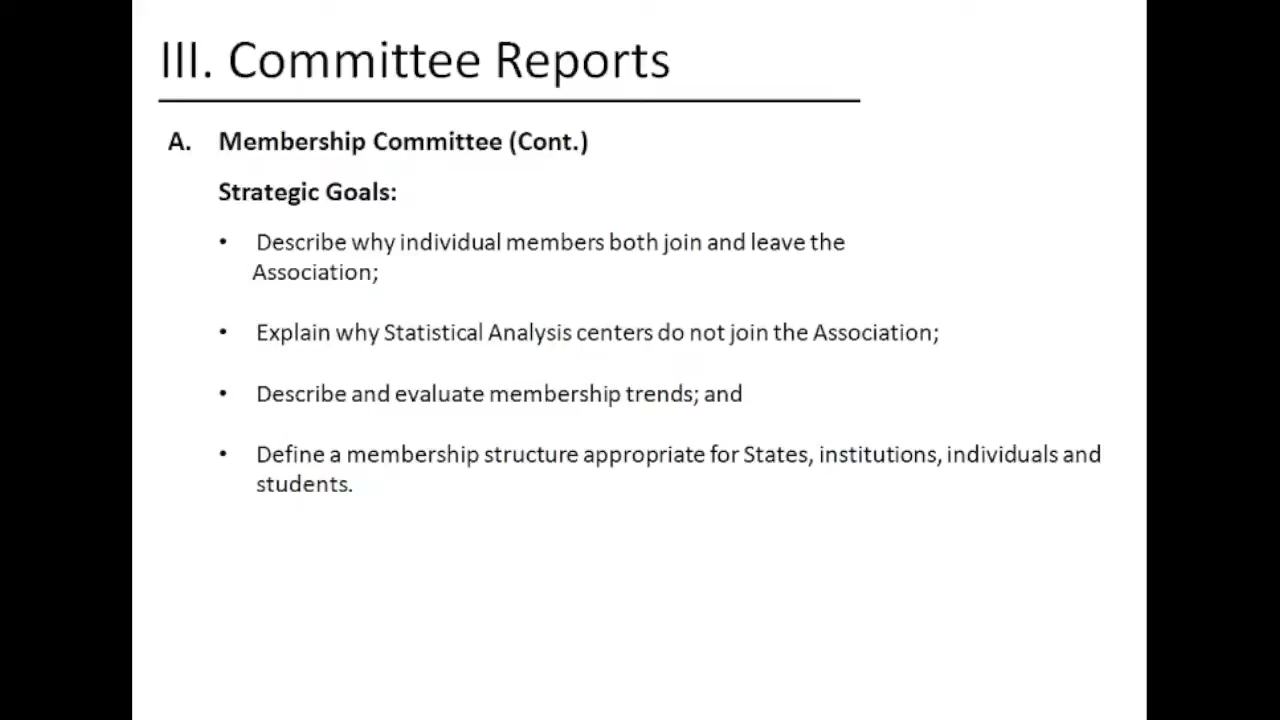 III. Committee Reports
A. Membership Committee (Cont.)
Strategic Goals:
• Describe why individual members both join and leave the
Association;
• Explain why Statistical Analysis centers do not join the Association;
• Describe and evaluate membership trends; and
• Define a membership structure appropriate for States, institutions, individuals and
students.